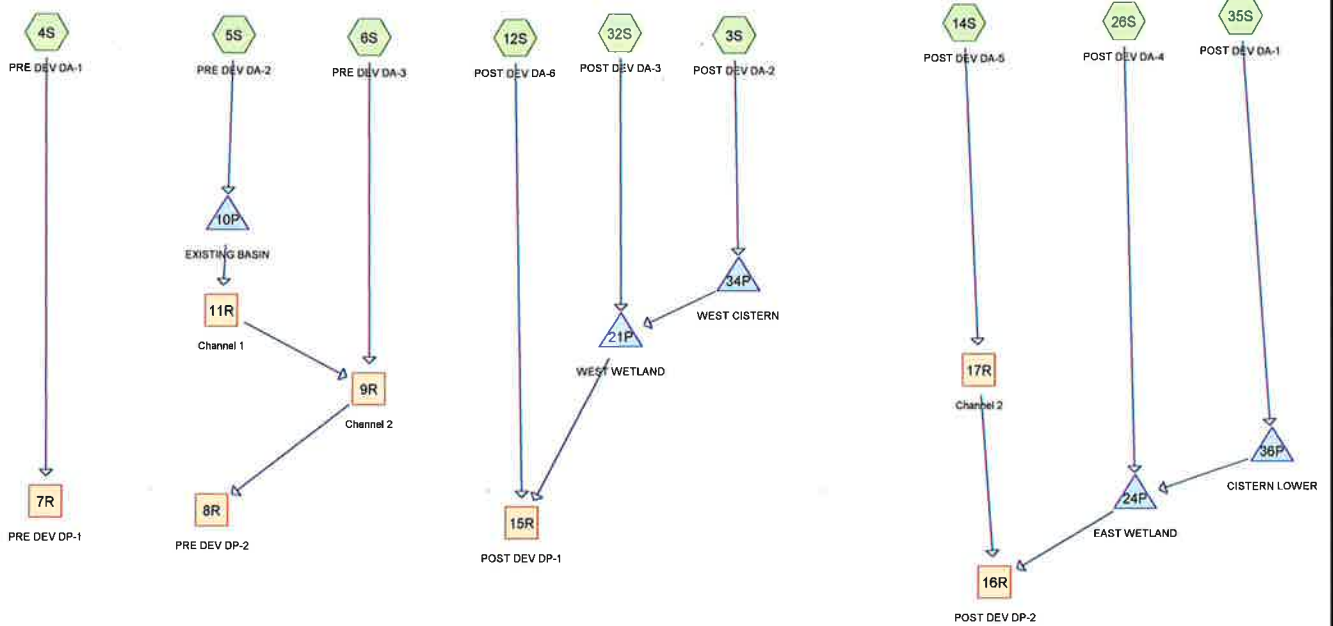 4S
PRE DEV DA-1
5S
PRE DEV DA-2
6S
PRE DEV DA-3
12S
POST DEV DA-6
32S
POST DEV DA-3
3S
POST DEV DA-2
14S
POST DEV DA-5
26S
POST DEV DA-4
35S
POST DEV DA-1
10P
EXISTING BASIN
11R
Channel 1
9R
Channel 2
34P
WEST CISTERN
21P
WEST WETLAND
17R
Channel 2
36P
CISTERN LOWER
24P
EAST WETLAND
7R
PRE DEV DP-1
8R
PRE DEV DP-2
15R
POST DEV DP-1
16R
POST DEV DP-2